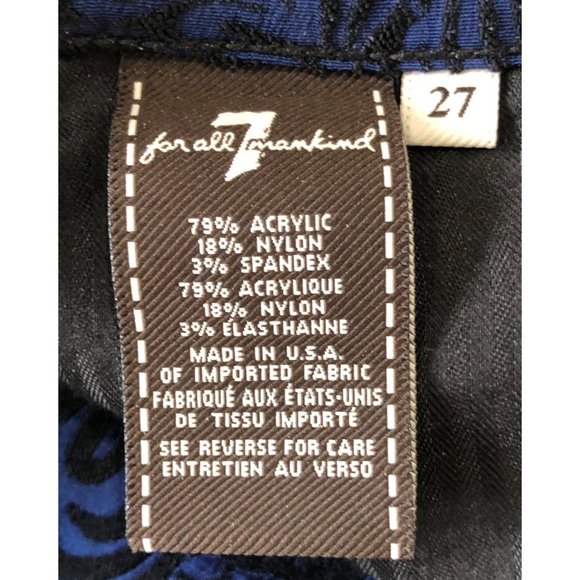 for all 7 mankind
27
79% ACRYLIC
18% NYLON
3% SPANDEX
79% ACRYLIQUE
18% NYLON
3% ÉLASTHANNE
MADE IN U.S.A.
OF IMPORTED FABRIC
FABRIQUÉ AUX ÉTATS-UNIS
DE TISSU IMPORTÉ
SEE REVERSE FOR CARE
ENTRETIEN AU VERSO